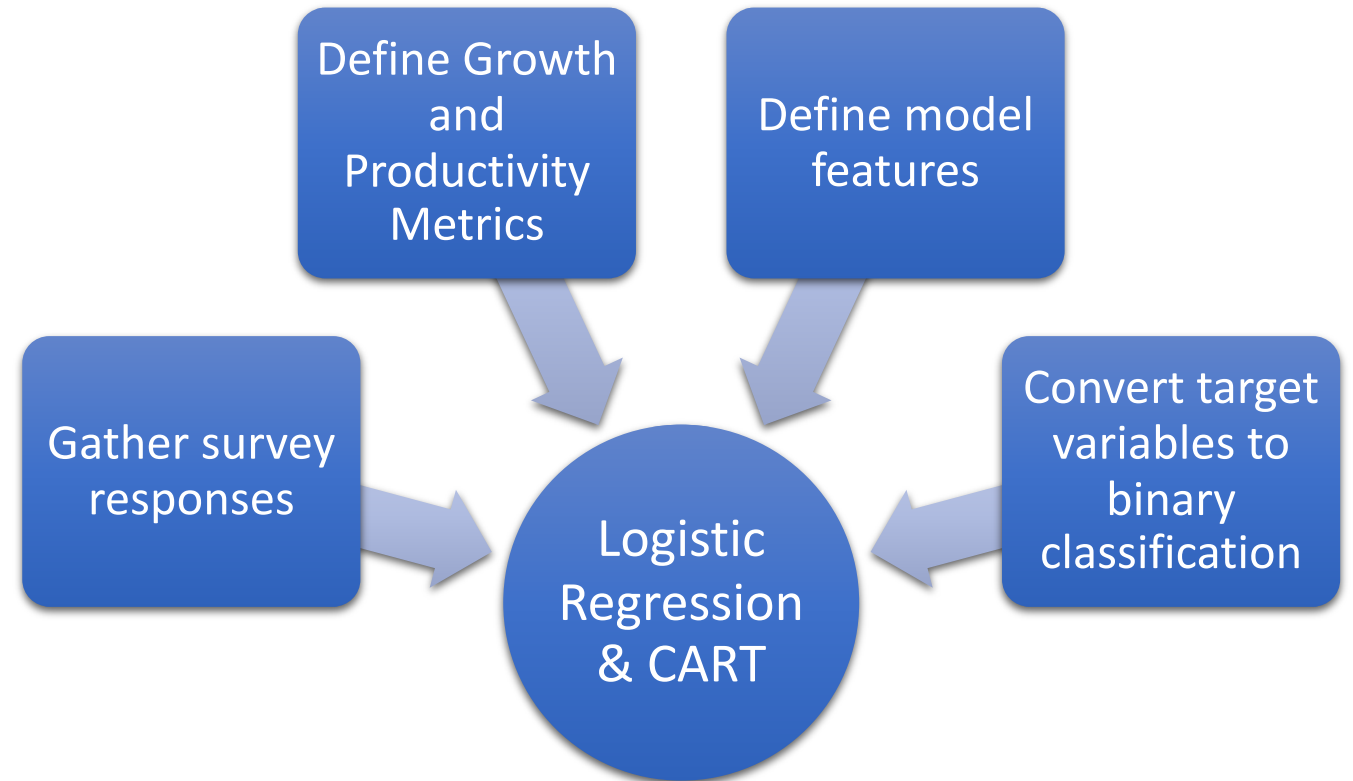 Define Growth
and
Productivity
Metrics
Define model
features
Gather survey
responses
Convert target
variables to
binary
classification
Logistic
Regression
& CART